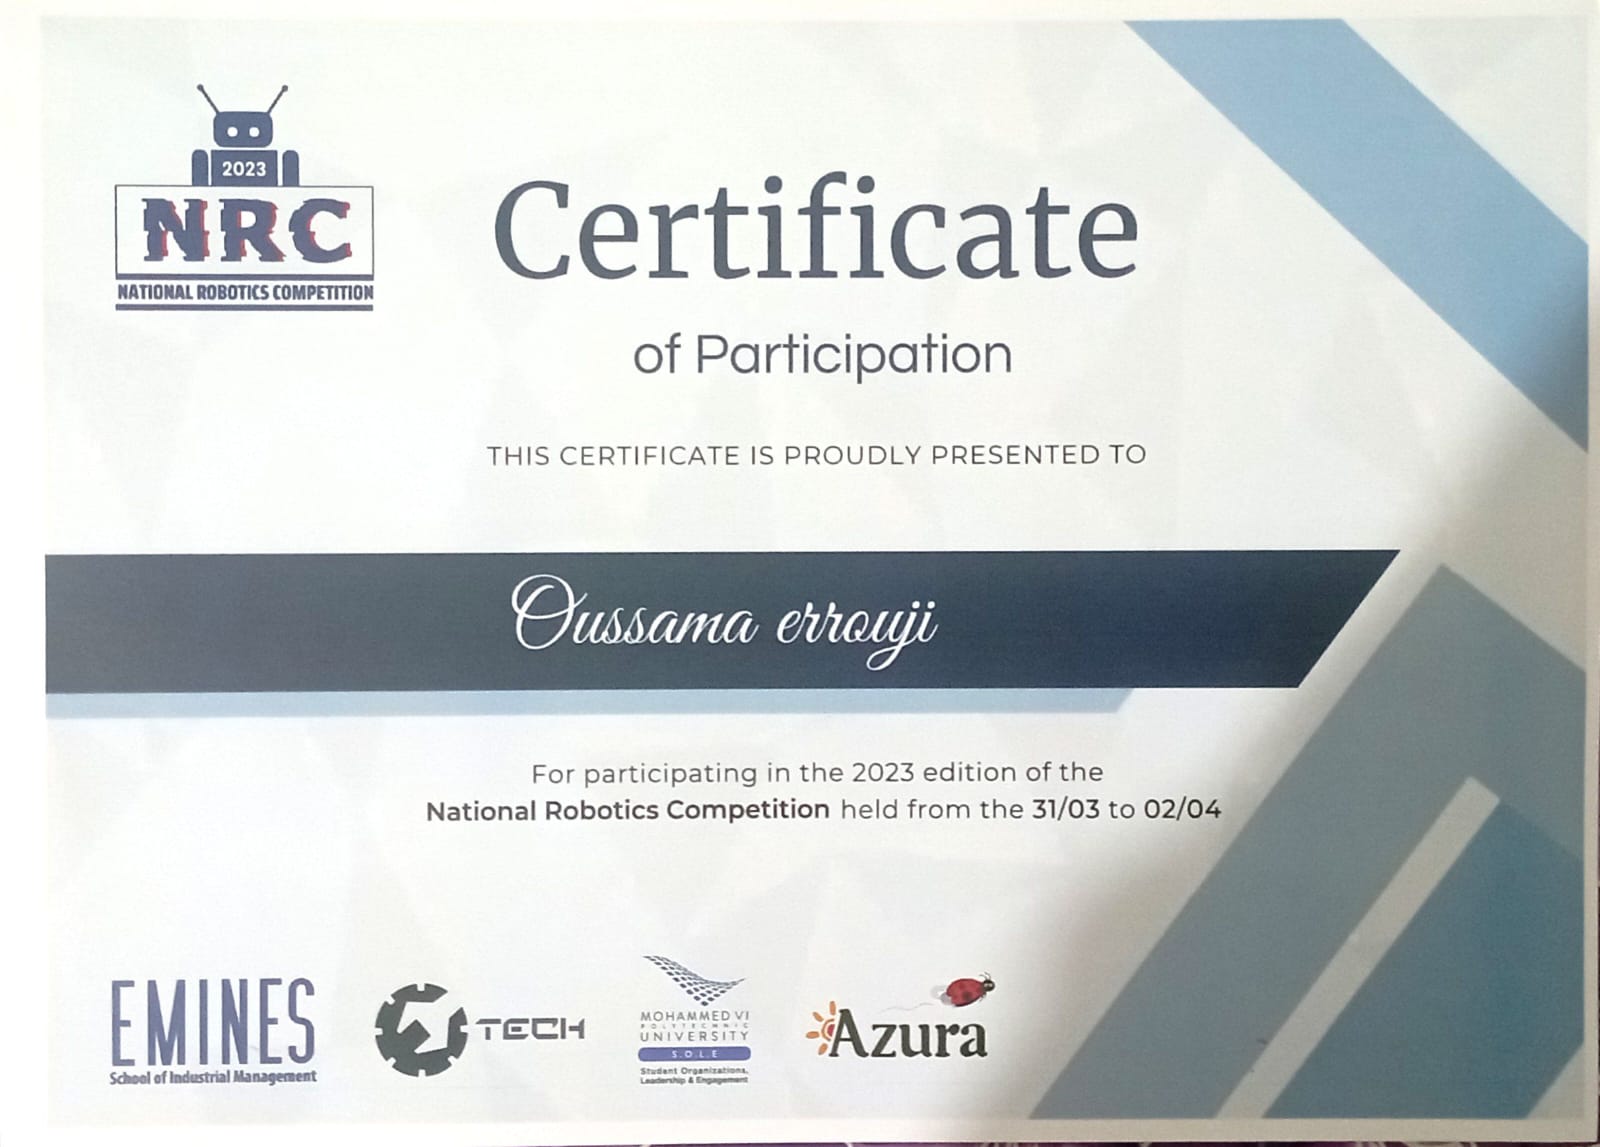 2023
NRC
NATIONAL ROBOTICS COMPETITION
Certificate
of Participation
THIS CERTIFICATE IS PROUDLY PRESENTED TO
Oussama errouji
For participating in the 2023 edition of the
National Robotics Competition held from the 31/03 to 02/04
EMINES
School of Industrial Management
TECH
MOHAMMED VI
POLYTECHNIC
UNIVERSITY
S.O.L.E
Student Organizations,
Leadership & Engagement
Azura